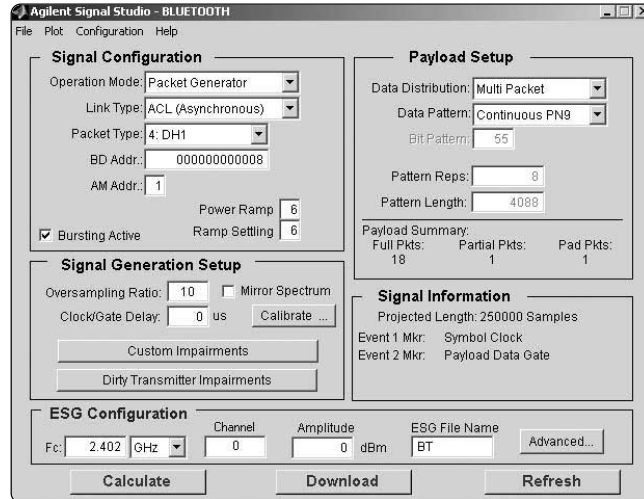 Agilent Signal Studio - BLUETOOTH
File Plot Configuration Help
Signal Configuration
Operation Mode: Packet Generator
Link Type: ACL (Asynchronous)
Packet Type: 4: DH1
BD Addr.: 000000000008
AM Addr.: 1
Power Ramp 6
Bursting Active Ramp Settling 6
Signal Generation Setup
Oversampling Ratio: 10 Mirror Spectrum
Clock/Gate Delay: 0 us Calibrate ...
Custom Impairments
Dirty Transmitter Impairments
Payload Setup
Data Distribution: Multi Packet
Data Pattern: Continuous PN9
Bit Pattern: 55
Pattern Reps: 8
Pattern Length: 4088
Payload Summary:
Full Pkts: Partial Pkts: Pad Pkts:
18 1 1
Signal Information
Projected Length: 250000 Samples
Event 1 Mkr: Symbol Clock
Event 2 Mkr: Payload Data Gate
ESG Configuration
Channel Amplitude ESG File Name
Fc: 2.402 GHz 0 0 dBm BT Advanced...
Calculate Download Refresh